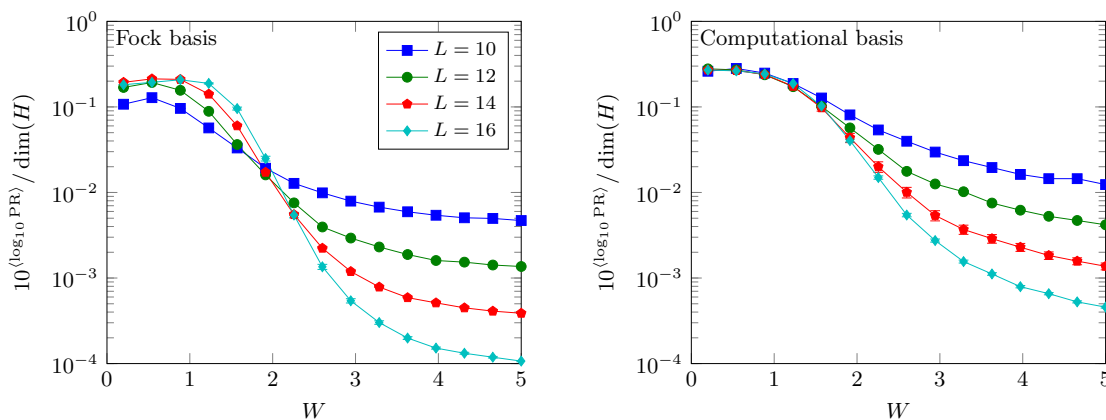 Fock basis
L = 10
L = 12
L = 14
L = 16
10^0
10^−1
10^−2
10^−3
10^−4
10^⟨log₁₀ PR⟩ / dim(H)
0 1 2 3 4 5
W
Computational basis
10^0
10^−1
10^−2
10^−3
10^−4
10^⟨log₁₀ PR⟩ / dim(H)
0 1 2 3 4 5
W